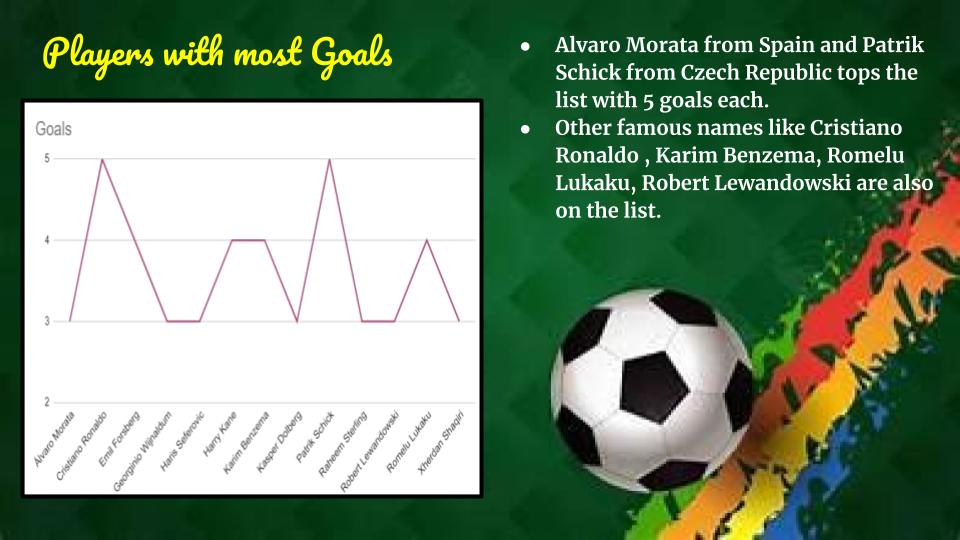 Players with most Goals
Goals
5
4
3
2
Álvaro Morata
Cristiano Ronaldo
Emil Forsberg
Georginio Wijnaldum
Haris Seferovic
Harry Kane
Karim Benzema
Kasper Dolberg
Patrik Schick
Raheem Sterling
Robert Lewandowski
Romelu Lukaku
Xherdan Shaqiri
● Alvaro Morata from Spain and Patrik
Schick from Czech Republic tops the
list with 5 goals each.
● Other famous names like Cristiano
Ronaldo , Karim Benzema, Romelu
Lukaku, Robert Lewandowski are also
on the list.